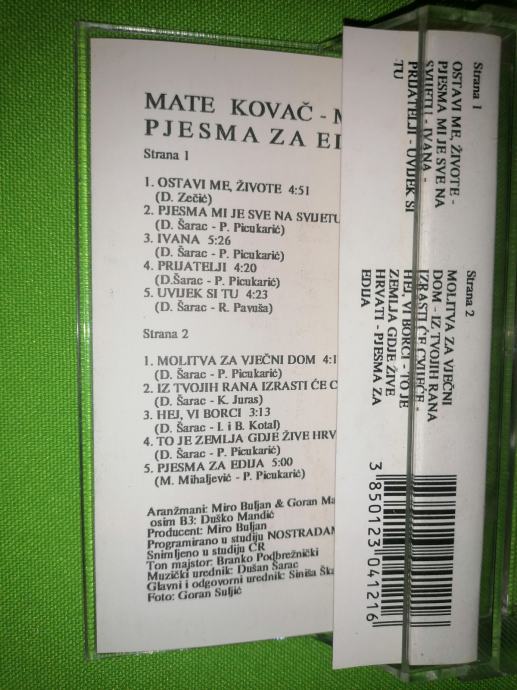 MATE KOVAČ -
PJESMA ZA
Strana 1
1. OSTAVI ME, ŽIVOTE 4:51
(D. Zečić)
2. PJESMA MI JE SVE NA SVIJETU
(D. Šarac - P. Picukarić)
3. IVANA 5:26
(D. Šarac - P. Picukarić)
4. PRIJATELJI 4:20
(D.Šarac - P. Picukarić)
5. UVIJEK SI TU 4:23
(D. Šarac - R. Pavuša)
Strana 2
1. MOLITVA ZA VJEČNI DOM
(D. Šarac - P. Picukarić)
2. IZ TVOJIH RANA IZRASTI ĆE
(D. Šarac - K. Juras)
3. HEJ, VI BORCI 3:13
(D. Šarac - I. i B. Kotal)
4. TO JE ZEMLJA GDJE ŽIVE
(D. Šarac - P. Picukarić)
5. PJESMA ZA EDIJA 5:00
(M. Mihaljević - P. Picukarić)
Aranžmani: Miro Buljan & Goran
osim B3: Duško Mandić
Producent: Miro Buljan
Programirano u studiju
Snimljeno u studiju CR
Ton majstor: Branko Podbrežnički
Muzički urednik: Dušan Šarac
Glavni i odgovorni urednik: Siniša
Foto: Goran Suljić
Strana 1
OSTAVI ME, ŽIVOTE -
PJESMA MI JE SVE NA
SVIJETU - IVANA -
PRIJATELJI - UVIJEK SI
TU
Strana 2
MOLITVA ZA VJEČNI
DOM - IZ TVOJIH RANA
IZRASTI ĆE CVIJEĆE -
HEJ, VI BORCI - TO JE
ZEMLJA GDJE ŽIVE
HRVATI - PJESMA ZA
EDIJA
3 850123 041216